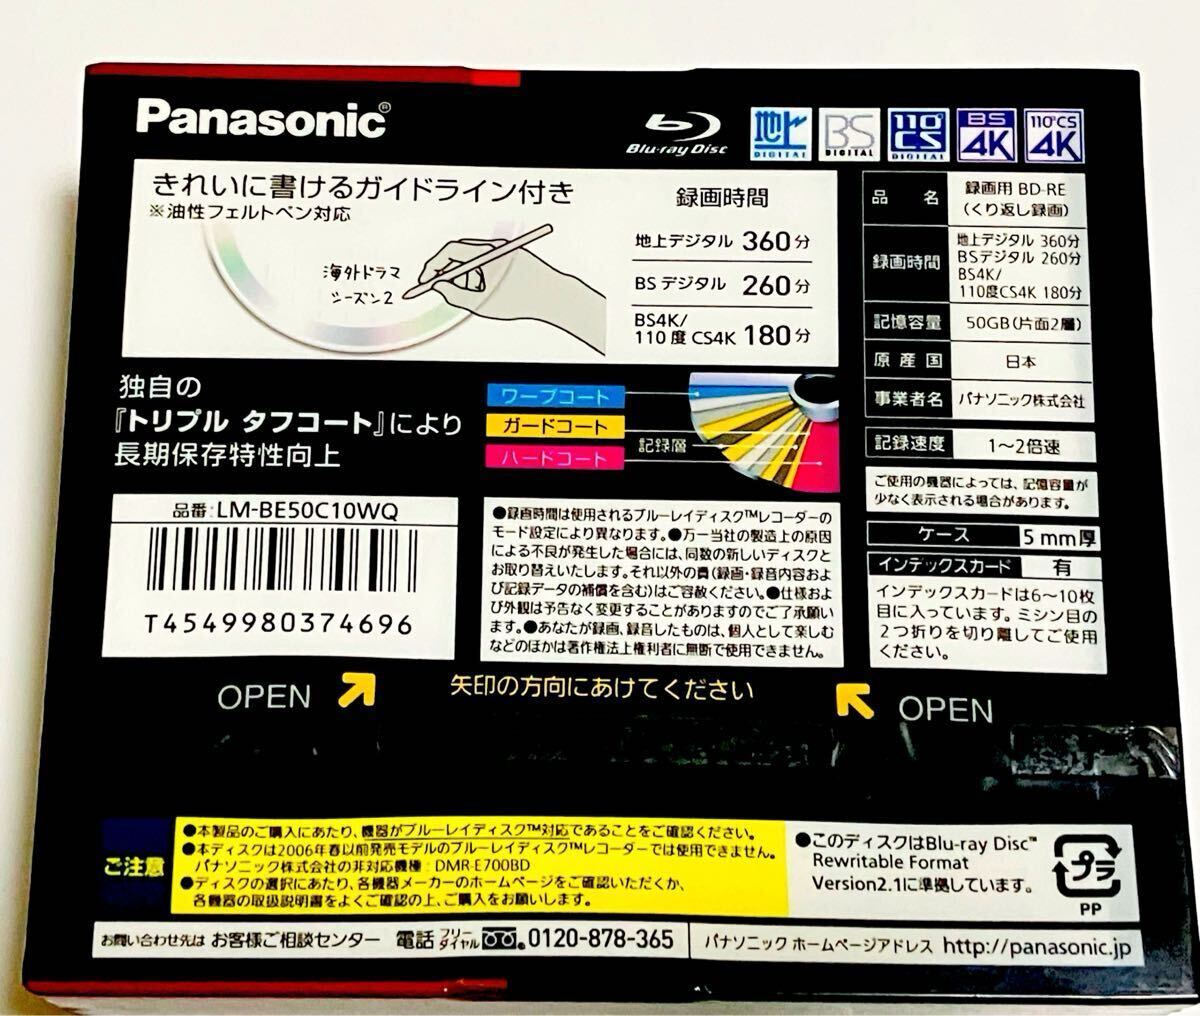 Panasonic®
Blu-ray Disc
地上 DIGITAL
BS DIGITAL
110°CS DIGITAL
BS 4K
110°CS 4K
きれいに書けるガイドライン付き
※油性フェルトペン対応
海外ドラマ
シーズン2
録画時間
地上デジタル 360分
BSデジタル 260分
BS4K/
110度CS4K 180分
品名 録画用 BD-RE
(くり返し録画)
録画時間 地上デジタル 360分
BSデジタル 260分
BS4K/
110度CS4K 180分
記憶容量 50GB(片面2層)
原産国 日本
事業者名 パナソニック株式会社
記録速度 1～2倍速
ご使用の機器によっては、記憶容量が
少なく表示される場合があります。
ケース 5mm厚
インデックスカード 有
インデックスカードは6～10枚
目に入っています。ミシン目の
2つ折りを切り離してご使用
ください。
独自の
『トリプル タフコート』により
長期保存特性向上
ワープコート
ガードコート
ハードコート
記録層
品番:LM-BE50C10WQ
T4549980374696
●録画時間は使用されるブルーレイディスク™レコーダーの
モード設定により異なります。●万一当社の製造上の原因
による不良が発生した場合には、同数の新しいディスクと
お取り替えいたします。それ以外の責(録画・録音内容およ
び記録データの補償を含む)はご容赦ください。●仕様およ
び外観は予告なく変更することがありますのでご了承願い
ます。●あなたが録画、録音したものは、個人として楽しむ
などのほかは著作権法上権利者に無断で使用できません。
OPEN
矢印の方向にあけてください
OPEN
ご注意
●本製品のご購入にあたり、機器がブルーレイディスク™対応であることをご確認ください。
●本ディスクは2006年春以前発売モデルのブルーレイディスク™レコーダーでは使用できません。
パナソニック株式会社の非対応機種:DMR-E700BD
●ディスクの選択にあたり、各機器メーカーのホームページをご確認いただくか、
各機器の取扱説明書をよくご確認の上、ご購入をお願いします。
●このディスクはBlu-ray Disc™
Rewritable Format
Version2.1に準拠しています。
プラ
PP
お問い合わせ先は お客様ご相談センター 電話 フリーダイヤル 0120-878-365
パナソニック ホームページアドレス http://panasonic.jp